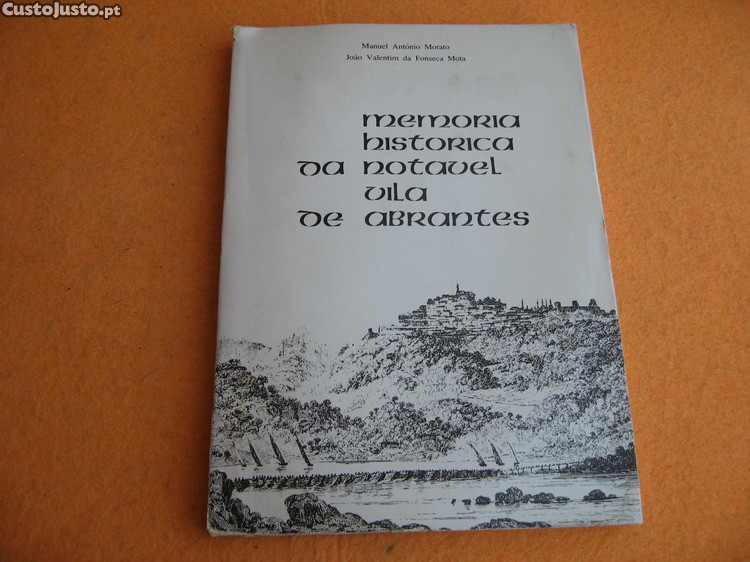 CustoJusto.pt
Manuel António Morato
João Valentim da Fonseca Mota
memoria
historica
da notavel
vila
de abrantes